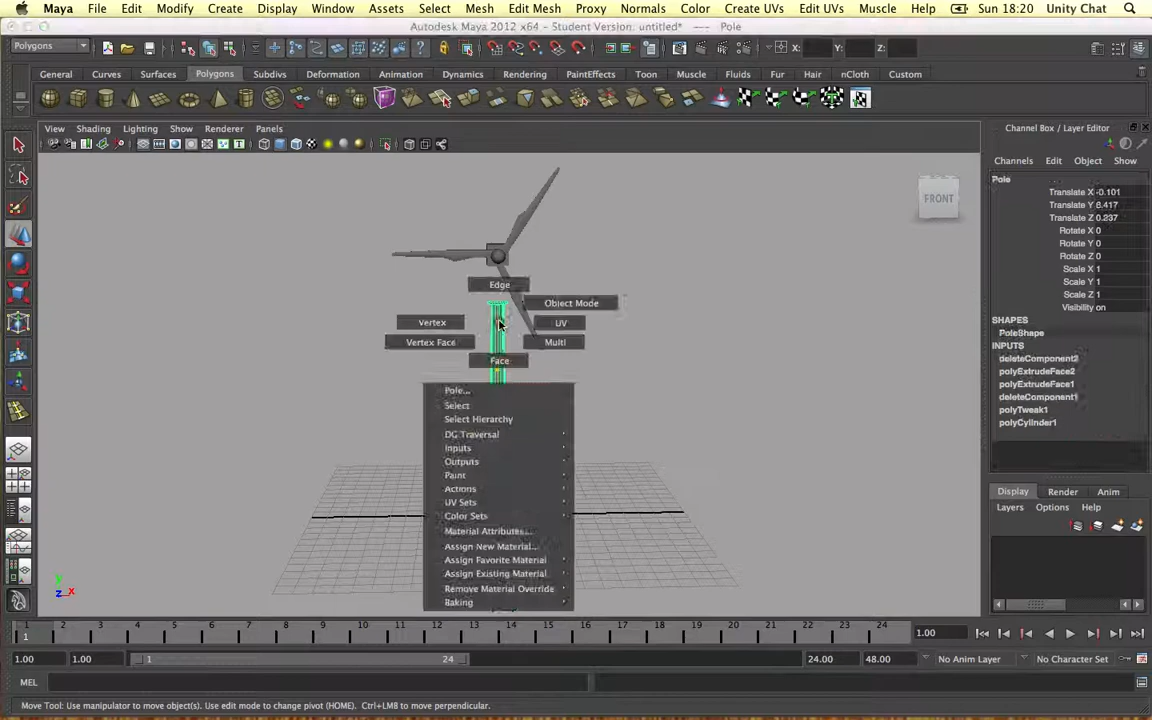 Maya File Edit Modify Create Display Window Assets Select Mesh Edit Mesh Proxy Normals Color Create UVs Edit UVs Muscle Help Sun 18:20 Unity Chat
Autodesk Maya 2012 x64 - Student Version: untitled* --- Pole
Polygons X: Y: Z:
General Curves Surfaces Polygons Subdivs Deformation Animation Dynamics Rendering PaintEffects Toon Muscle Fluids Fur Hair nCloth Custom
View Shading Lighting Show Renderer Panels
Channel Box / Layer Editor
Channels Edit Object Show
FRONT
Pole
Translate X -0.101
Translate Y 6.417
Translate Z 0.237
Rotate X 0
Rotate Y 0
Rotate Z 0
Scale X 1
Scale Y 1
Scale Z 1
Visibility on
SHAPES
PoleShape
INPUTS
deleteComponent2
polyExtrudeFace2
polyExtrudeFace1
deleteComponent1
polyTweak1
polyCylinder1
Edge
Object Mode
Vertex
UV
Vertex Face
Multi
Face
Pole...
Select
Select Hierarchy
DG Traversal
Inputs
Outputs
Paint
Actions
UV Sets
Color Sets
Material Attributes...
Assign New Material...
Assign Favorite Material
Assign Existing Material
Remove Material Override
Baking
Display Render Anim
Layers Options Help
1 2 3 4 5 6 7 8 9 10 11 12 13 14 15 16 17 18 19 20 21 22 23 24
1 1.00
1.00 1.00 1 24 24.00 48.00 No Anim Layer No Character Set
MEL
Move Tool: Use manipulator to move object(s). Use edit mode to change pivot (HOME). Ctrl+LMB to move perpendicular.